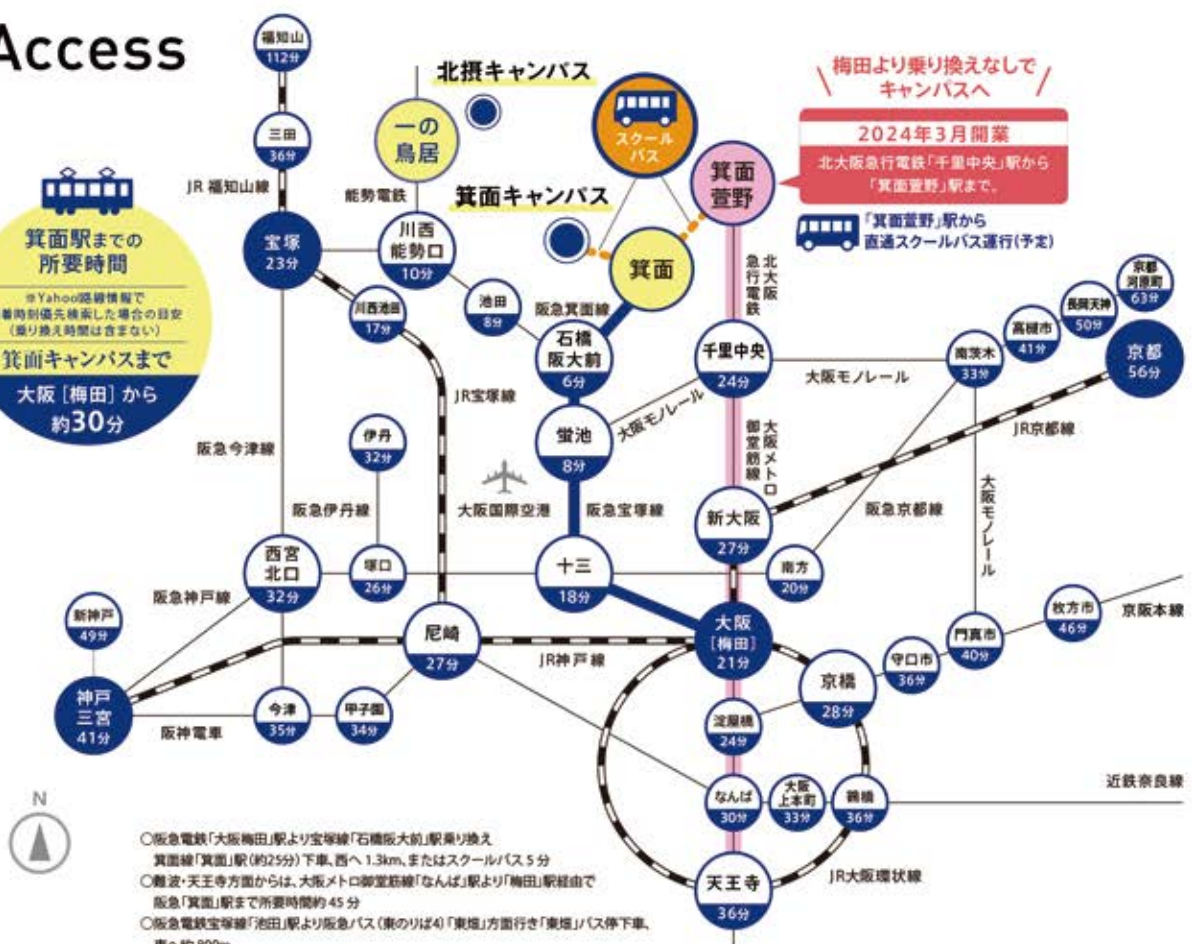 Access
福知山
112分
三田
36分
JR 福知山線
北摂キャンパス
一の
鳥居
能勢電鉄
スクール
バス
箕面
萱野
梅田より乗り換えなしで
キャンパスへ
2024年3月開業
北大阪急行電鉄「千里中央」駅から
「箕面萱野」駅まで。
「箕面萱野」駅から
直通スクールバス運行(予定)
箕面駅までの
所要時間
※Yahoo路線情報で
着時刻優先検索した場合の目安
(乗り換え時間は含まない)
箕面キャンパスまで
大阪[梅田]から
約30分
宝塚
23分
川西
能勢口
10分
箕面キャンパス
箕面
川西池田
17分
池田
8分
阪急箕面線
石橋
阪大前
6分
北大阪
急行電鉄
千里中央
24分
大阪モノレール
南茨木
33分
高槻市
41分
長岡天神
50分
京都
河原町
63分
京都
56分
JR宝塚線
大阪モノレール
蛍池
8分
大阪メトロ
御堂筋線
JR京都線
阪急今津線
伊丹
32分
阪急伊丹線
大阪国際空港
阪急宝塚線
新大阪
27分
阪急京都線
大阪モノレール
西宮
北口
32分
塚口
26分
十三
18分
南方
20分
阪急神戸線
新神戸
49分
尼崎
27分
JR神戸線
大阪
[梅田]
21分
京橋
28分
守口市
36分
門真市
40分
枚方市
46分
京阪本線
神戸
三宮
41分
阪神電車
今津
35分
甲子園
34分
淀屋橋
24分
なんば
30分
大阪
上本町
33分
鶴橋
36分
近鉄奈良線
天王寺
36分
JR大阪環状線
N
○阪急電鉄「大阪梅田」駅より宝塚線「石橋阪大前」駅乗り換え
箕面線「箕面」駅(約25分)下車、西へ1.3km、またはスクールバス5分
○難波・天王寺方面からは、大阪メトロ御堂筋線「なんば」駅より「梅田」駅経由で
阪急「箕面」駅まで所要時間約45分
○阪急電鉄宝塚線「池田」駅より阪急バス(東のりば4)「東畑」方面行き「東畑」バス停下車、